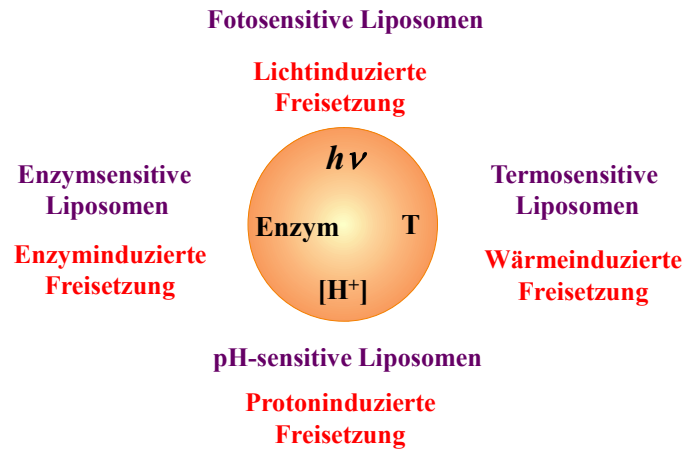 Fotosensitive Liposomen
Lichtinduzierte
Freisetzung
hν
Enzymsensitive
Liposomen
Enzyminduzierte
Freisetzung
Enzym
T
Termosensitive
Liposomen
Wärmeinduzierte
Freisetzung
[H⁺]
pH-sensitive Liposomen
Protoninduzierte
Freisetzung